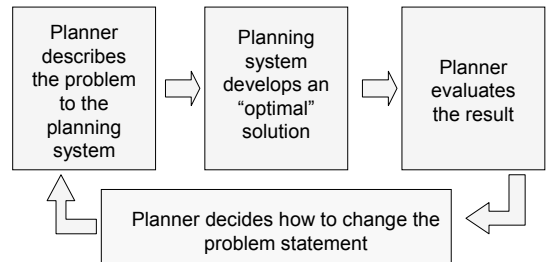 Planner
describes
the problem
to the
planning
system
Planning
system
develops an
“optimal”
solution
Planner
evaluates
the result
Planner decides how to change the
problem statement